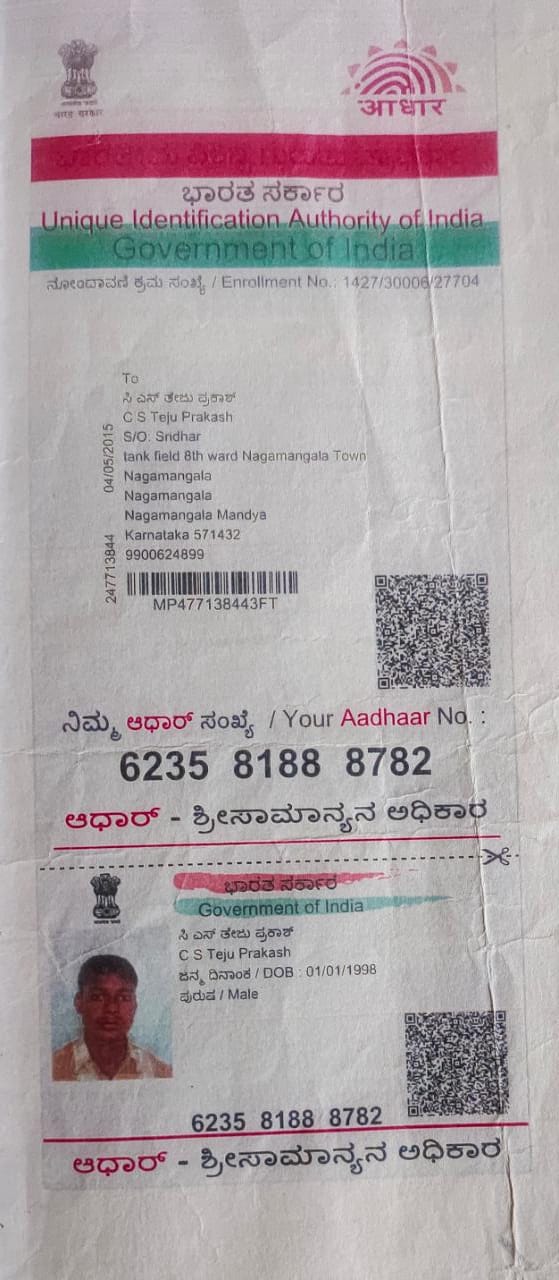 भारत सरकार
आधार
ಭಾರತ ಸರ್ಕಾರ
Unique Identification Authority of India
Government of India
ನೋಂದಾವಣೆ ಕ್ರಮ ಸಂಖ್ಯೆ / Enrollment No.: 1427/30006/27704
To
ಸಿ ಎಸ್ ತೇಜು ಪ್ರಕಾಶ್
C S Teju Prakash
S/O: Sridhar
tank field 8th ward Nagamangala Town
Nagamangala
Nagamangala
Nagamangala Mandya
Karnataka 571432
9900624899
247713844 04/05/2015
MP477138443FT
ನಿಮ್ಮ ಆಧಾರ್ ಸಂಖ್ಯೆ / Your Aadhaar No. :
6235 8188 8782
ಆಧಾರ್ - ಶ್ರೀಸಾಮಾನ್ಯನ ಅಧಿಕಾರ
ಭಾರತ ಸರ್ಕಾರ
Government of India
ಸಿ ಎಸ್ ತೇಜು ಪ್ರಕಾಶ್
C S Teju Prakash
ಜನ್ಮ ದಿನಾಂಕ / DOB : 01/01/1998
ಪುರುಷ / Male
6235 8188 8782
ಆಧಾರ್ - ಶ್ರೀಸಾಮಾನ್ಯನ ಅಧಿಕಾರ